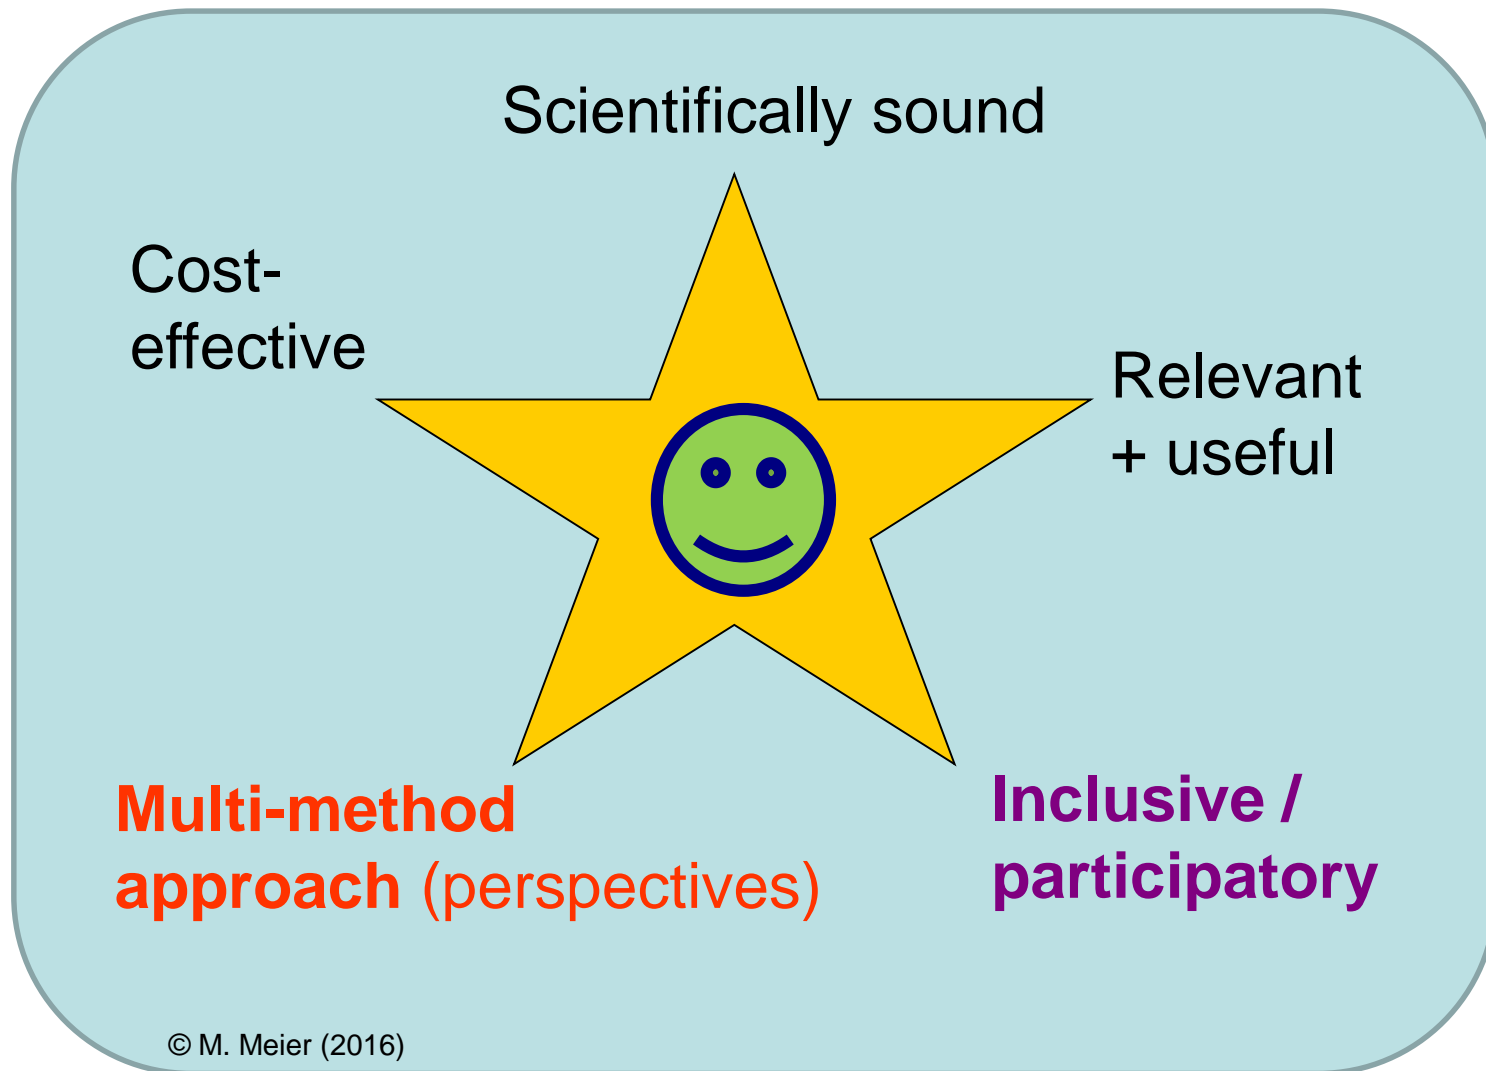 Scientifically sound
Cost-
effective
Relevant
+ useful
Multi-method
approach (perspectives)
Inclusive /
participatory
© M. Meier (2016)